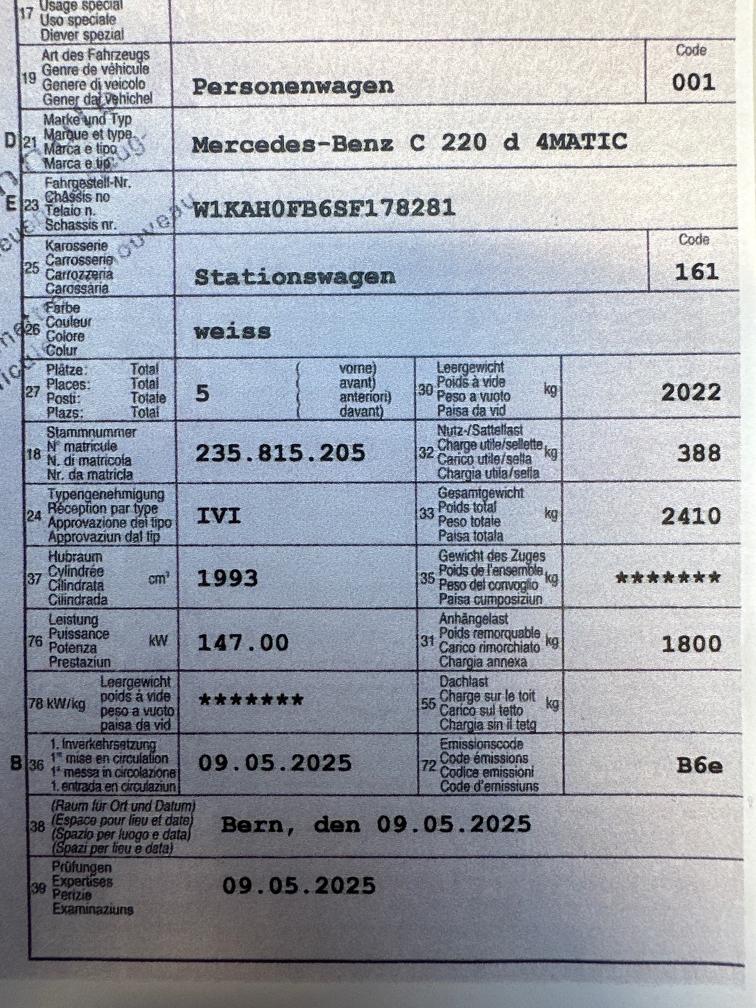 17 Usage spécial
Uso speciale
Diever spezial
Art des Fahrzeugs
19 Genre de véhicule
Genere di veicolo
Gener dal vehichel
Personenwagen
Code
001
Marke und Typ
D 21 Marque et type
Marca e tipo
Marca e tip
Mercedes-Benz C 220 d 4MATIC
Fahrgestell-Nr.
E 23 Châssis no
Telaio n.
Schassis nr.
W1KAH0FB6SF178281
Karosserie
25 Carrosserie
Carrozzeria
Carossaria
Stationswagen
Code
161
Farbe
26 Couleur
Colore
Colur
weiss
Plätze: Total
27 Places: Total
Posti: Totale
Plazs: Total
5
( vorne)
( avant)
( anteriori)
( davant)
Leergewicht
30 Poids à vide kg
Peso a vuoto
Paisa da vid
2022
Stammnummer
18 N° matricule
N. di matricola
Nr. da matricla
235.815.205
Nutz-/Sattellast
32 Charge utile/sellette kg
Carico utile/sella
Chargia utila/sella
388
Typengenehmigung
24 Réception par type
Approvazione del tipo
Approvaziun dal tip
IVI
Gesamtgewicht
33 Poids total kg
Peso totale
Paisa totala
2410
Hubraum
37 Cylindrée cm³
Cilindrata
Cilindrada
1993
Gewicht des Zuges
35 Poids de l'ensemble kg
Peso del convoglio
Paisa cumposiziun
*******
Leistung
76 Puissance kW
Potenza
Prestaziun
147.00
Anhängelast
31 Poids remorquable kg
Carico rimorchiato
Chargia annexa
1800
Leergewicht
78 kW/kg poids à vide
peso a vuoto
paisa da vid
*******
Dachlast
55 Charge sur le toit kg
Carico sul tetto
Chargia sin il tetg
1. Inverkehrsetzung
B 36 1re mise en circulation
1a messa in circolazione
1. entrada en circulaziun
09.05.2025
Emissionscode
72 Code émissions
Codice emissioni
Code d'emissiuns
B6e
(Raum für Ort und Datum)
38 (Espace pour lieu et date)
(Spazio per luogo e data)
(Spazi per lieu e data)
Bern, den 09.05.2025
Prüfungen
39 Expertises
Perizie
Examinaziuns
09.05.2025